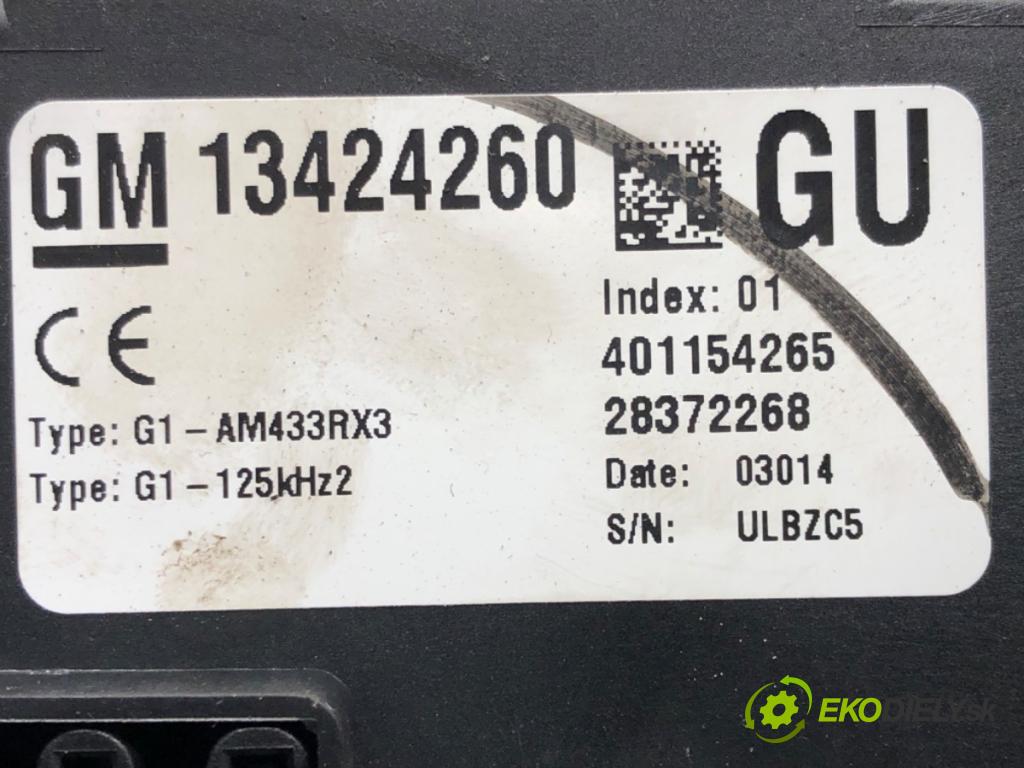 GM 13424260 GU
CE
Type: G1-AM433RX3
Type: G1-125kHz2
Index: 01
401154265
28372268
Date: 03014
S/N: ULBZC5
EKODIELY.sk